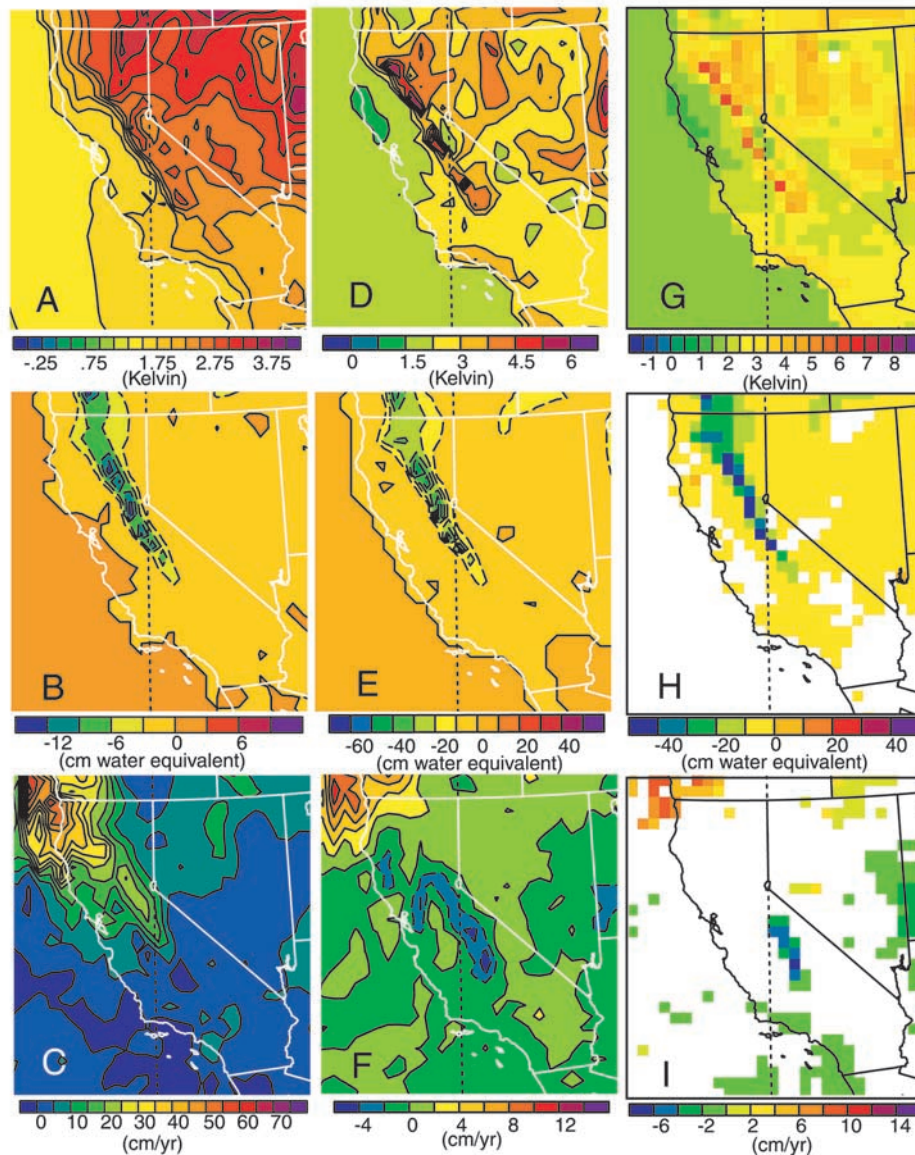 A
D
G
-.25 .75 1.75 2.75 3.75
(Kelvin)
0 1.5 3 4.5 6
(Kelvin)
-1 0 1 2 3 4 5 6 7 8
(Kelvin)
B
E
H
-12 -6 0 6
(cm water equivalent)
-60 -40 -20 0 20 40
(cm water equivalent)
-40 -20 0 20 40
(cm water equivalent)
C
F
I
0 10 20 30 40 50 60 70
(cm/yr)
-4 0 4 8 12
(cm/yr)
-6 -2 2 6 10 14
(cm/yr)